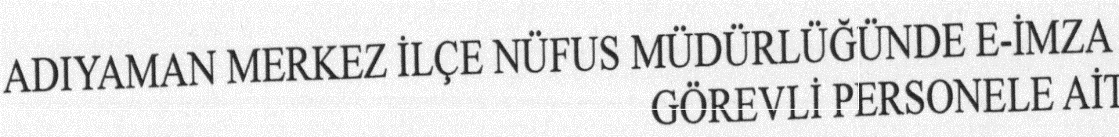 ADIYAMAN MERKEZ İLÇE NÜFUS MÜDÜRLÜĞÜNDE E-İMZA
GÖREVLİ PERSONELE AİT